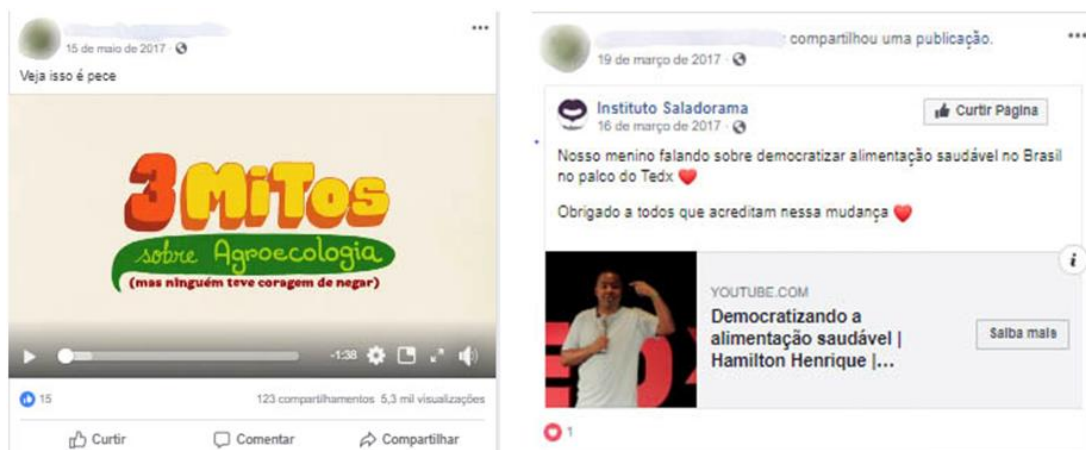 15 de maio de 2017
Veja isso é pece
3 MiTos
sobre Agroecologia
(mas ninguém teve coragem de negar)
-1:38
15
123 compartilhamentos 5,3 mil visualizações
Curtir
Comentar
Compartilhar
compartilhou uma publicação.
19 de março de 2017
Instituto Saladorama
16 de março de 2017
Curtir Página
Nosso menino falando sobre democratizar alimentação saudável no Brasil
no palco do Tedx
Obrigado a todos que acreditam nessa mudança
YOUTUBE.COM
Democratizando a
alimentação saudável |
Hamilton Henrique |...
Saiba mais
1